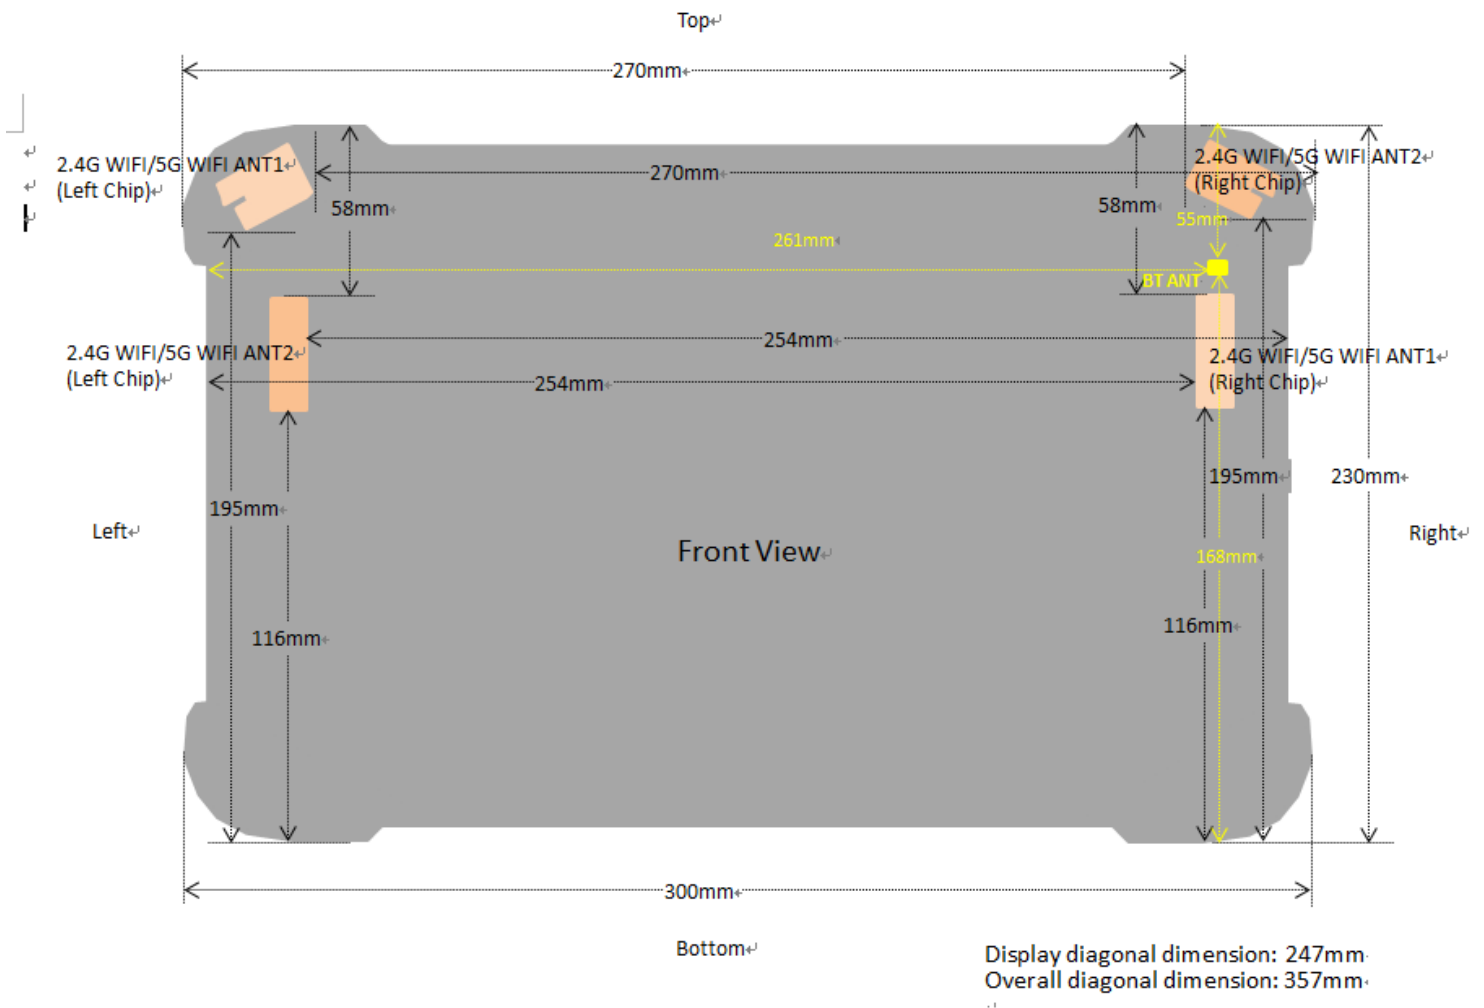 Top
270mm
2.4G WIFI/5G WIFI ANT1
(Left Chip)
270mm
2.4G WIFI/5G WIFI ANT2
(Right Chip)
58mm
58mm
55mm
261mm
BT ANT
2.4G WIFI/5G WIFI ANT2
(Left Chip)
254mm
254mm
2.4G WIFI/5G WIFI ANT1
(Right Chip)
195mm
195mm
230mm
Left
Front View
Right
168mm
116mm
116mm
300mm
Bottom
Display diagonal dimension: 247mm
Overall diagonal dimension: 357mm